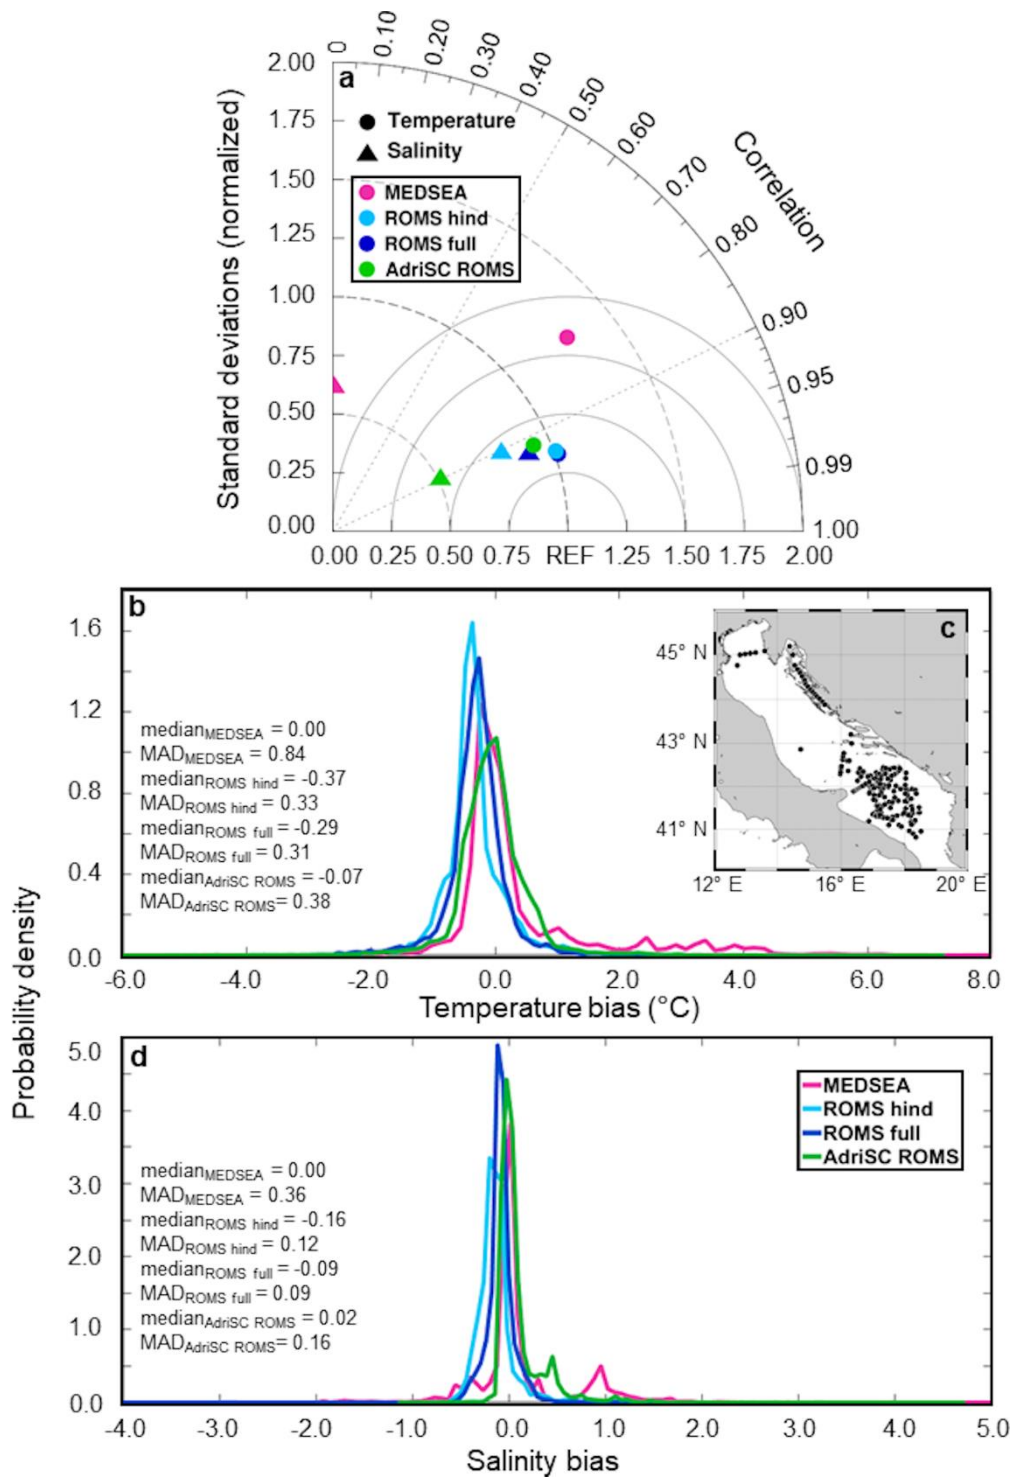 0 0.10 0.20 0.30 0.40 0.50 0.60 0.70 0.80 0.90 0.95 0.99 1.00
Correlation
a
Standard deviations (normalized)
2.00
1.75
1.50
1.25
1.00
0.75
0.50
0.25
0.00
Temperature
Salinity
MEDSEA
ROMS hind
ROMS full
AdriSC ROMS
0.00 0.25 0.50 0.75 REF 1.25 1.50 1.75 2.00
Probability density
b
1.6
1.2
0.8
0.4
0.0
medianMEDSEA = 0.00
MADMEDSEA = 0.84
medianROMS hind = -0.37
MADROMS hind = 0.33
medianROMS full = -0.29
MADROMS full = 0.31
medianAdriSC ROMS = -0.07
MADAdriSC ROMS= 0.38
c
45° N
43° N
41° N
12° E 16° E 20° E
-6.0 -4.0 -2.0 0.0 2.0 4.0 6.0 8.0
Temperature bias (°C)
d
5.0
4.0
3.0
2.0
1.0
0.0
MEDSEA
ROMS hind
ROMS full
AdriSC ROMS
medianMEDSEA = 0.00
MADMEDSEA = 0.36
medianROMS hind = -0.16
MADROMS hind = 0.12
medianROMS full = -0.09
MADROMS full = 0.09
medianAdriSC ROMS = 0.02
MADAdriSC ROMS= 0.16
-4.0 -3.0 -2.0 -1.0 0.0 1.0 2.0 3.0 4.0 5.0
Salinity bias